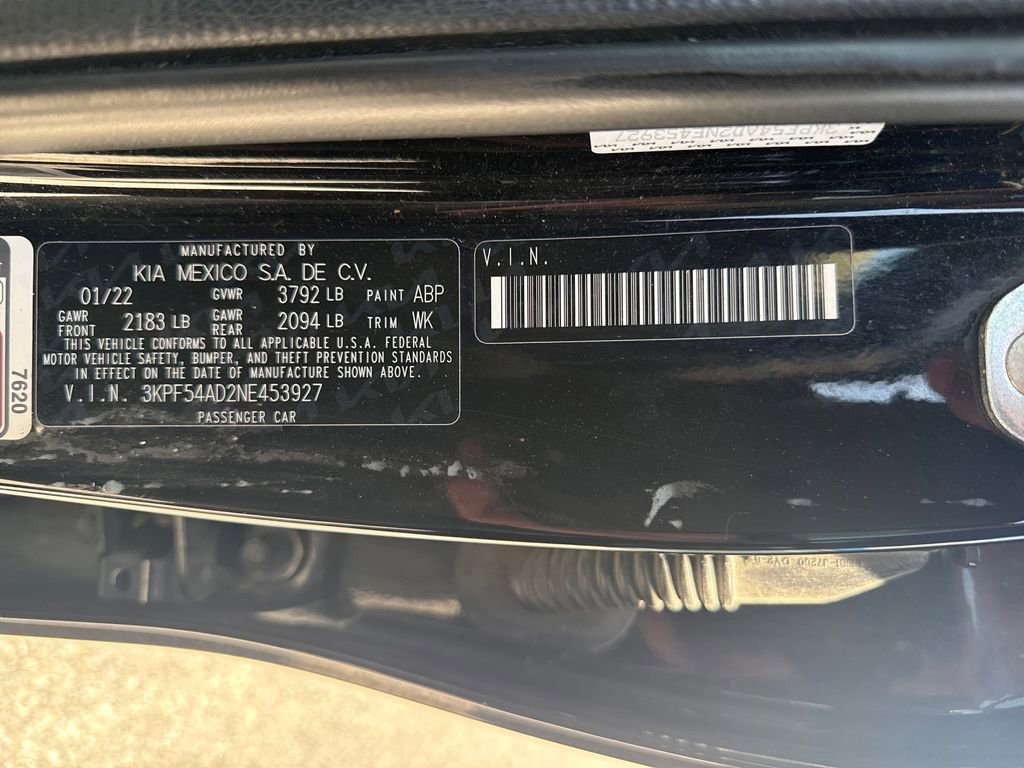 3KPF54AD2NE453927
MANUFACTURED BY
KIA MEXICO S.A. DE C.V.
01/22 GVWR 3792 LB PAINT ABP
GAWR FRONT 2183 LB GAWR REAR 2094 LB TRIM WK
THIS VEHICLE CONFORMS TO ALL APPLICABLE U.S.A. FEDERAL
MOTOR VEHICLE SAFETY, BUMPER, AND THEFT PREVENTION STANDARDS
IN EFFECT ON THE DATE OF MANUFACTURE SHOWN ABOVE.
V.I.N. 3KPF54AD2NE453927
PASSENGER CAR
V.I.N.
7620